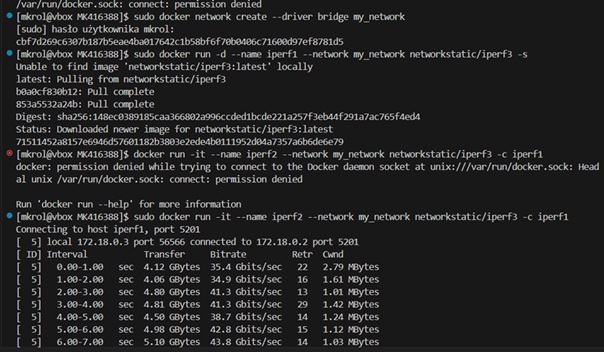 /var/run/docker.sock: connect: permission denied
[mkrol@vbox MK416388]$ sudo docker network create --driver bridge my_network
[sudo] hasło użytkownika mkrol:
cbf7d269c6307b187b5eae4ba017642c1b58bf6f70b0406c71600d97ef8781d5
[mkrol@vbox MK416388]$ sudo docker run -d --name iperf1 --network my_network networkstatic/iperf3 -s
Unable to find image 'networkstatic/iperf3:latest' locally
latest: Pulling from networkstatic/iperf3
b0a0cf830b12: Pull complete
853a5532a24b: Pull complete
Digest: sha256:148ec0389185caa366802a996ccded1bcde221a257f3eb44f291a7ac765f4ed4
Status: Downloaded newer image for networkstatic/iperf3:latest
71511452a8157e6946d57601182b3803e2ede4b0111952d04a7357a6b6de6e79
[mkrol@vbox MK416388]$ docker run -it --name iperf2 --network my_network networkstatic/iperf3 -c iperf1
docker: permission denied while trying to connect to the Docker daemon socket at unix:///var/run/docker.sock: Head
al unix /var/run/docker.sock: connect: permission denied
Run 'docker run --help' for more information
[mkrol@vbox MK416388]$ sudo docker run -it --name iperf2 --network my_network networkstatic/iperf3 -c iperf1
Connecting to host iperf1, port 5201
[  5] local 172.18.0.3 port 56566 connected to 172.18.0.2 port 5201
[ ID] Interval           Transfer     Bitrate         Retr  Cwnd
[  5]   0.00-1.00   sec  4.12 GBytes  35.4 Gbits/sec   22   2.79 MBytes
[  5]   1.00-2.00   sec  4.06 GBytes  34.9 Gbits/sec   16   1.61 MBytes
[  5]   2.00-3.00   sec  4.80 GBytes  41.3 Gbits/sec   13   1.01 MBytes
[  5]   3.00-4.00   sec  4.81 GBytes  41.3 Gbits/sec   29   1.42 MBytes
[  5]   4.00-5.00   sec  4.50 GBytes  38.7 Gbits/sec   14   1.24 MBytes
[  5]   5.00-6.00   sec  4.98 GBytes  42.8 Gbits/sec   15   1.12 MBytes
[  5]   6.00-7.00   sec  5.10 GBytes  43.8 Gbits/sec   14   1.03 MBytes